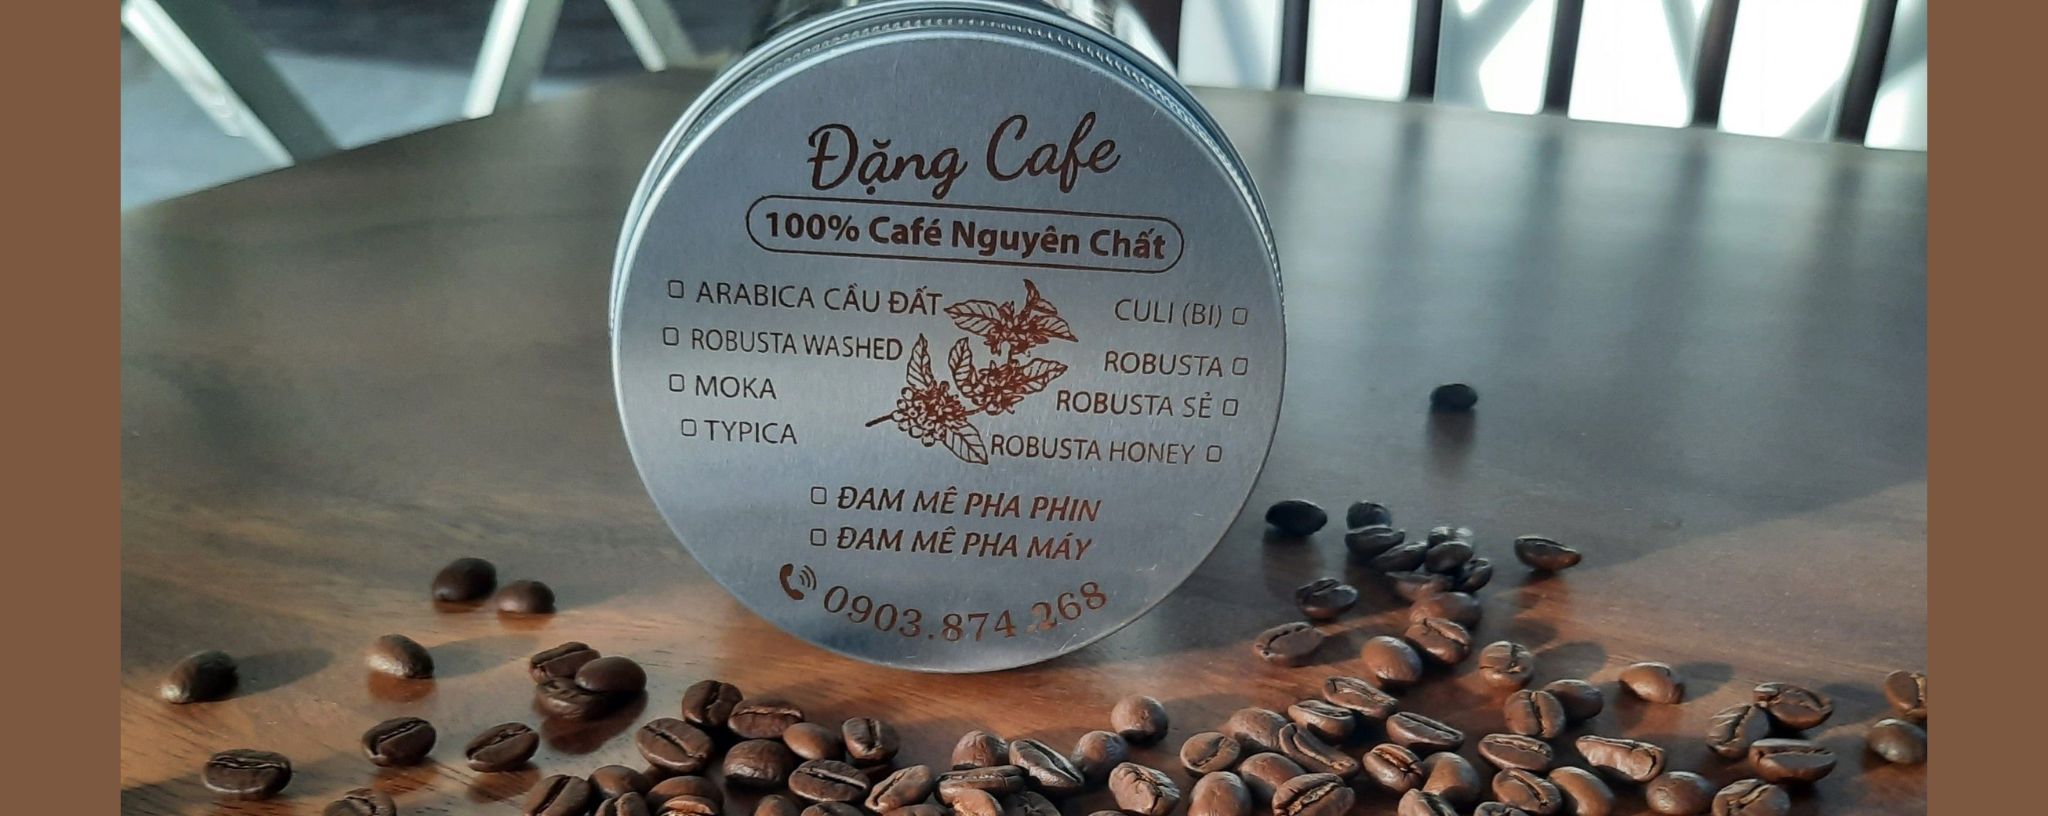 Đặng Cafe
100% Café Nguyên Chất
ARABICA CẦU ĐẤT
ROBUSTA WASHED
MOKA
TYPICA
CULI (BI)
ROBUSTA
ROBUSTA SẺ
ROBUSTA HONEY
ĐAM MÊ PHA PHIN
ĐAM MÊ PHA MÁY
0903.874.268